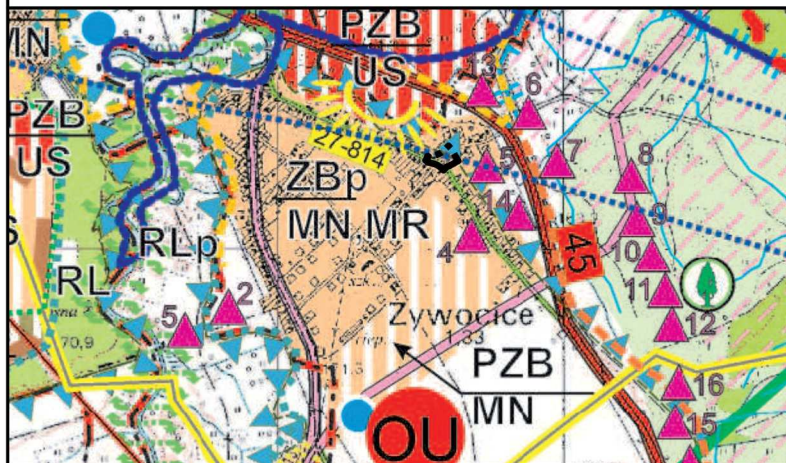 MN
PZB
US
PZB
US
13
6
27-814
ZBp
MN,MR
5
7
8
14
9
4
10
45
11
12
RLp
RL
2
5
70,9
szk.
Żywocice
PZB
MN
16
15
OU